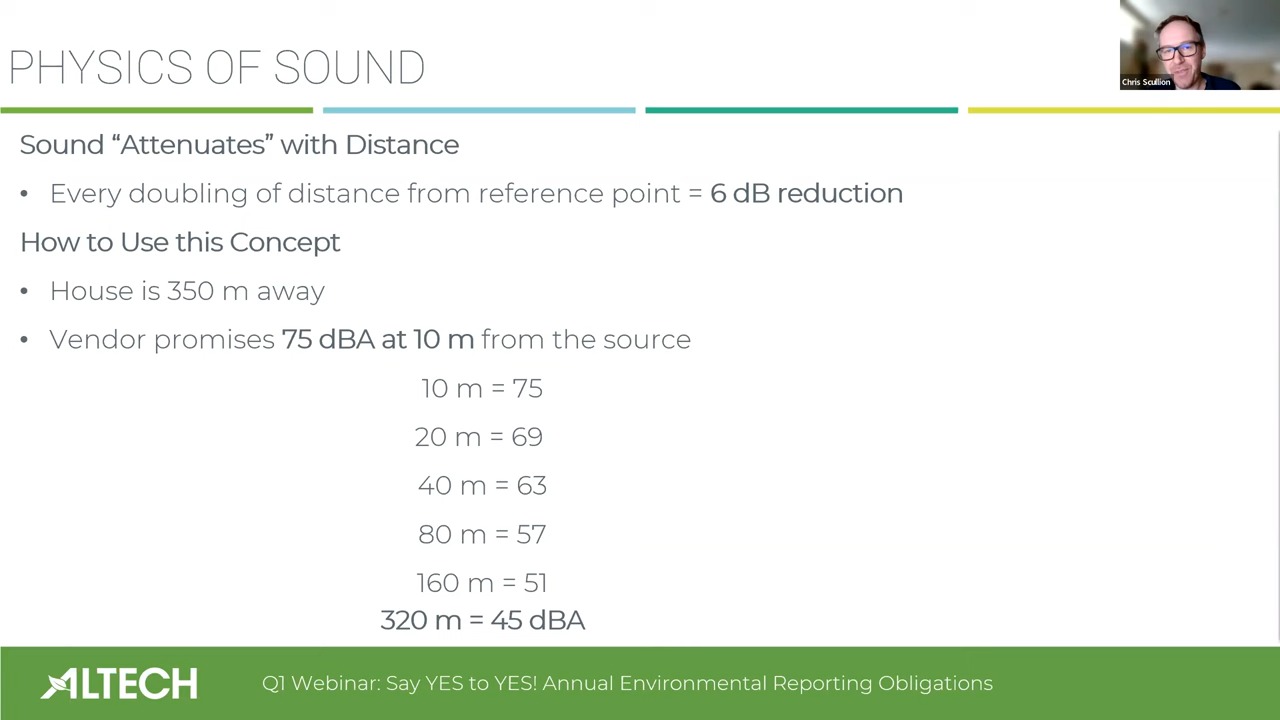 PHYSICS OF SOUND
Chris Scullion
Sound “Attenuates” with Distance
• Every doubling of distance from reference point = 6 dB reduction
How to Use this Concept
• House is 350 m away
• Vendor promises 75 dBA at 10 m from the source
10 m = 75
20 m = 69
40 m = 63
80 m = 57
160 m = 51
320 m = 45 dBA
ALTECH
Q1 Webinar: Say YES to YES! Annual Environmental Reporting Obligations